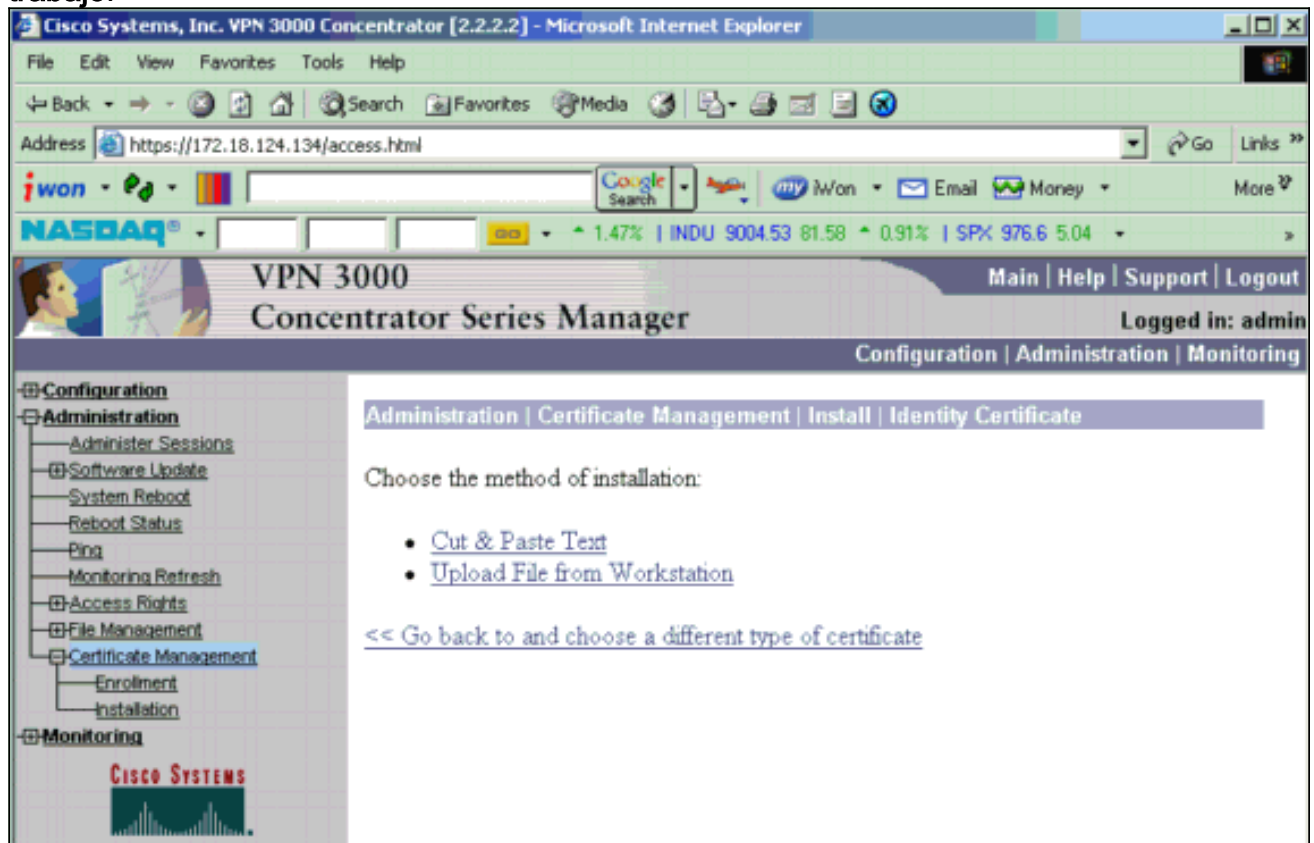 trabajo.
Cisco Systems, Inc. VPN 3000 Concentrator [2.2.2.2] - Microsoft Internet Explorer
File Edit View Favorites Tools Help
Back Search Favorites Media
Address https://172.18.124.134/access.html Go Links »
iwon Google Search my iWon Email Money More
NASDAQ® GO 1.47% | INDU 9004.53 81.58 0.91% | SPX 976.6 5.04 »
VPN 3000
Concentrator Series Manager
Main | Help | Support | Logout
Logged in: admin
Configuration | Administration | Monitoring
Configuration
Administration
Administer Sessions
Software Update
System Reboot
Reboot Status
Ping
Monitoring Refresh
Access Rights
File Management
Certificate Management
Enrollment
Installation
Monitoring
CISCO SYSTEMS
Administration | Certificate Management | Install | Identity Certificate
Choose the method of installation:
• Cut & Paste Text
• Upload File from Workstation
<< Go back to and choose a different type of certificate